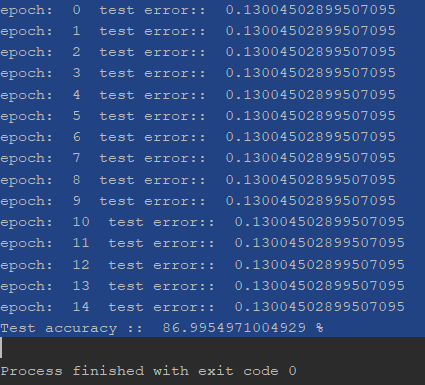 epoch:  0  test error::  0.13004502899507095
epoch:  1  test error::  0.13004502899507095
epoch:  2  test error::  0.13004502899507095
epoch:  3  test error::  0.13004502899507095
epoch:  4  test error::  0.13004502899507095
epoch:  5  test error::  0.13004502899507095
epoch:  6  test error::  0.13004502899507095
epoch:  7  test error::  0.13004502899507095
epoch:  8  test error::  0.13004502899507095
epoch:  9  test error::  0.13004502899507095
epoch:  10  test error::  0.13004502899507095
epoch:  11  test error::  0.13004502899507095
epoch:  12  test error::  0.13004502899507095
epoch:  13  test error::  0.13004502899507095
epoch:  14  test error::  0.13004502899507095
Test accuracy ::  86.9954971004929 %
Process finished with exit code 0